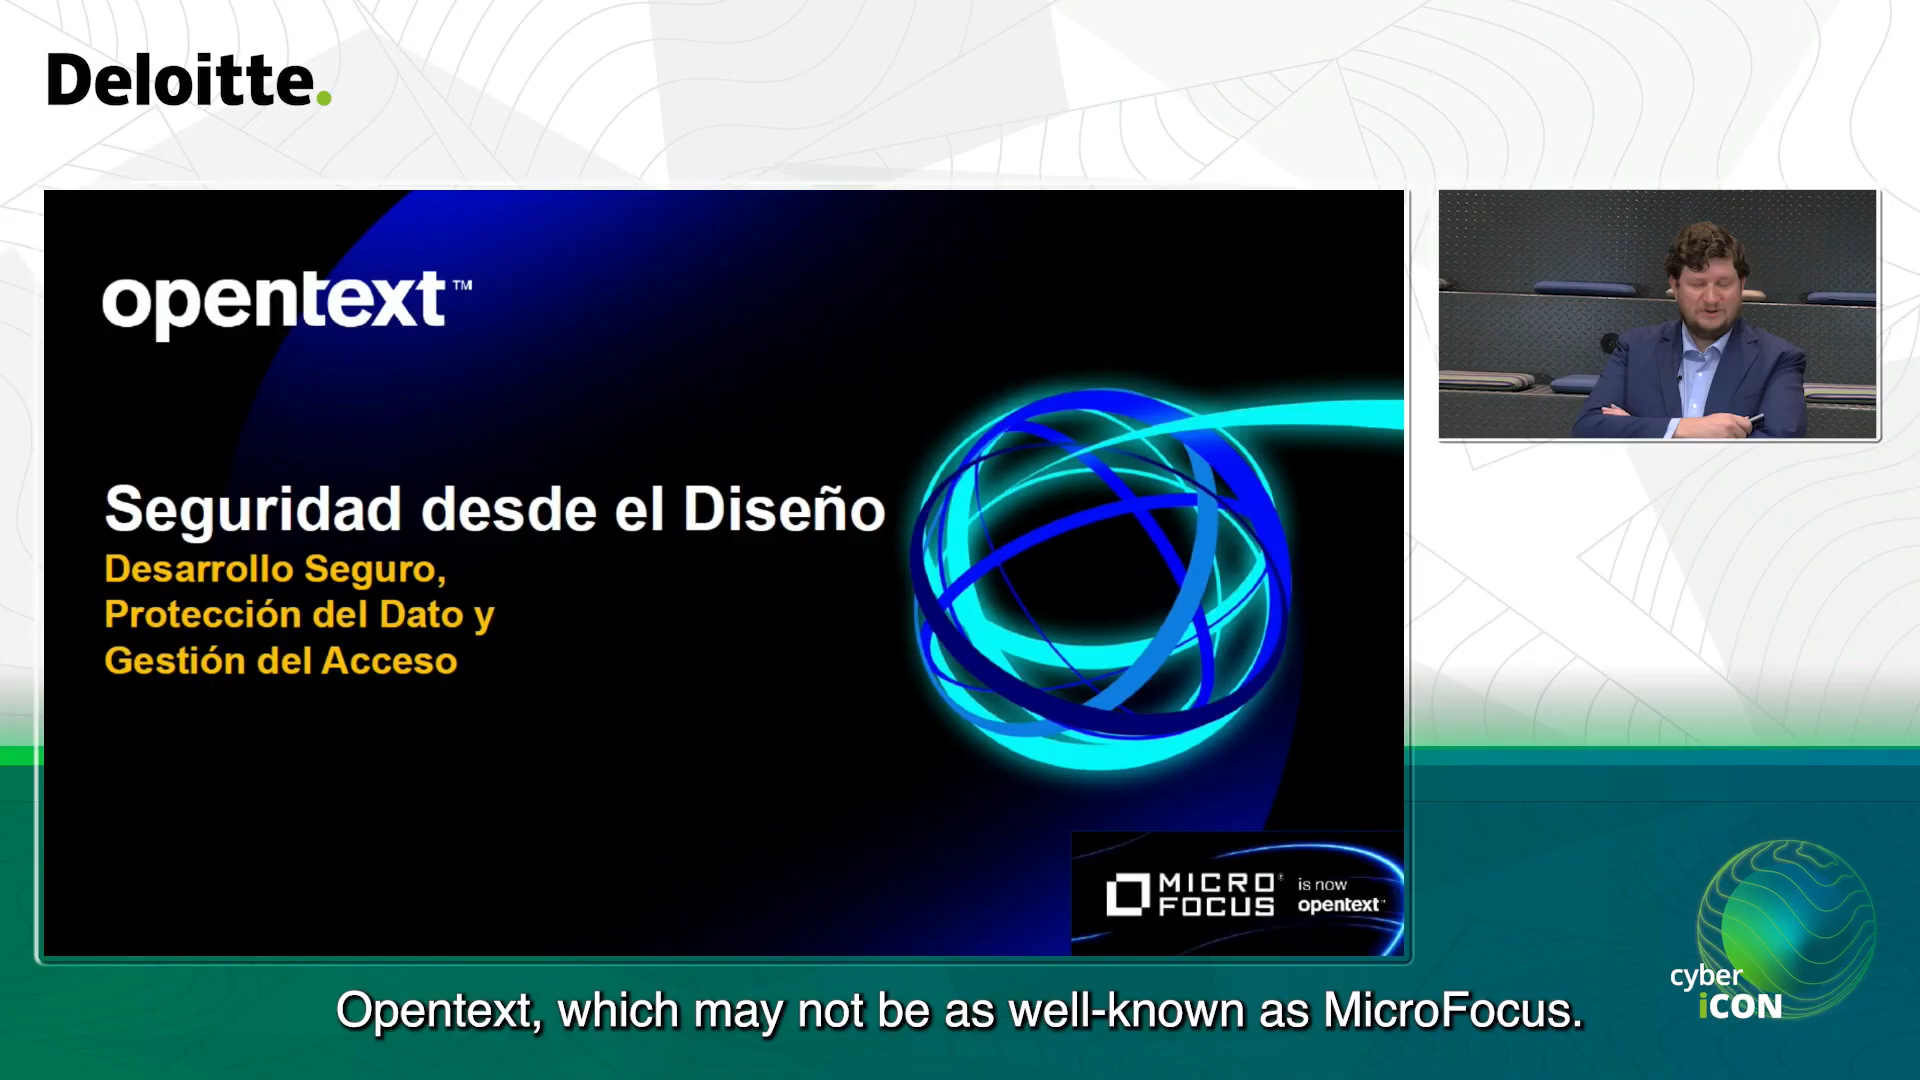 Deloitte.
opentext™
Seguridad desde el Diseño
Desarrollo Seguro,
Protección del Dato y
Gestión del Acceso
MICRO
FOCUS
is now
opentext™
Opentext, which may not be as well-known as MicroFocus.
cyber
iCON